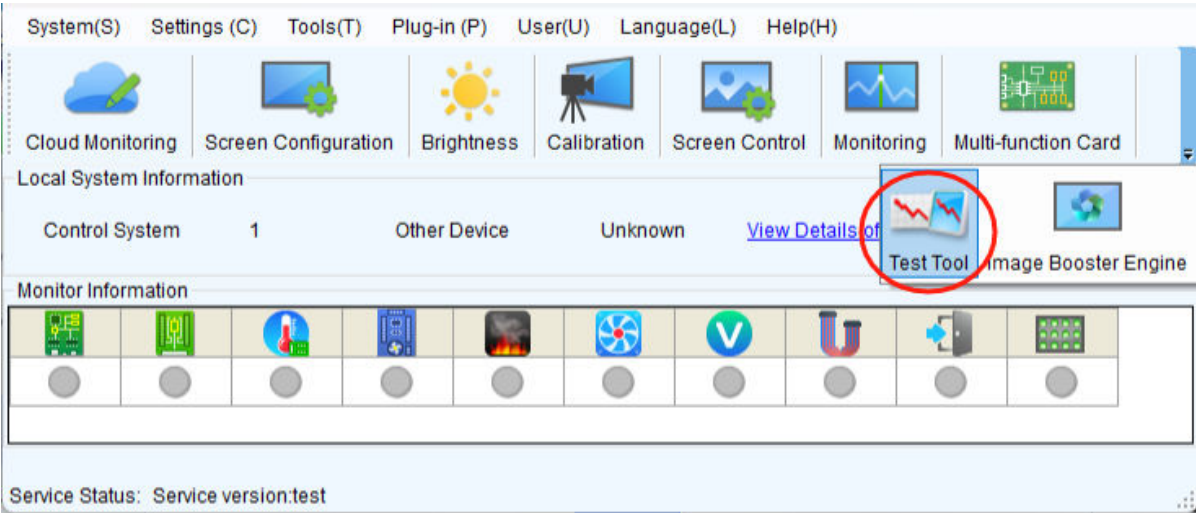 System(S) Settings (C) Tools(T) Plug-in (P) User(U) Language(L) Help(H)
Cloud Monitoring Screen Configuration Brightness Calibration Screen Control Monitoring Multi-function Card
Local System Information
Control System 1 Other Device Unknown View Details of
Test Tool Image Booster Engine
Monitor Information
V
Service Status: Service version:test